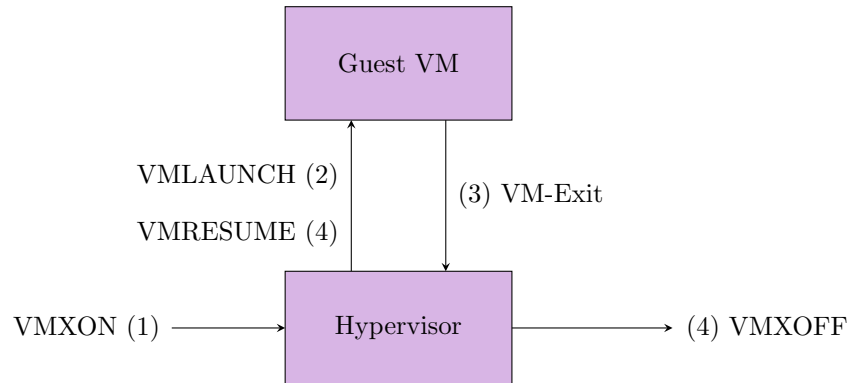 Guest VM
VMLAUNCH (2)
(3) VM-Exit
VMRESUME (4)
VMXON (1)
Hypervisor
(4) VMXOFF